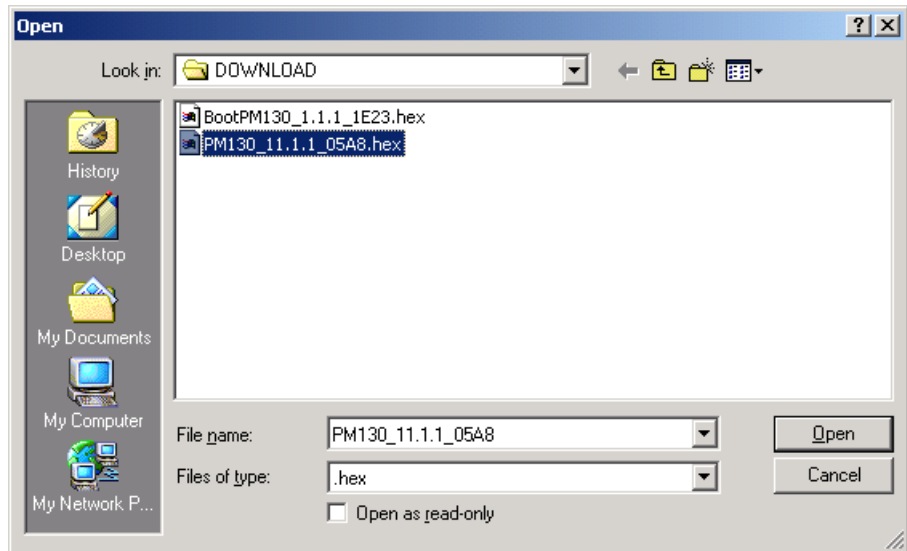 Open
Look in: DOWNLOAD
BootPM130_1.1.1_1E23.hex
PM130_11.1.1_05A8.hex
History
Desktop
My Documents
My Computer
My Network P...
File name: PM130_11.1.1_05A8 Open
Files of type: .hex Cancel
Open as read-only